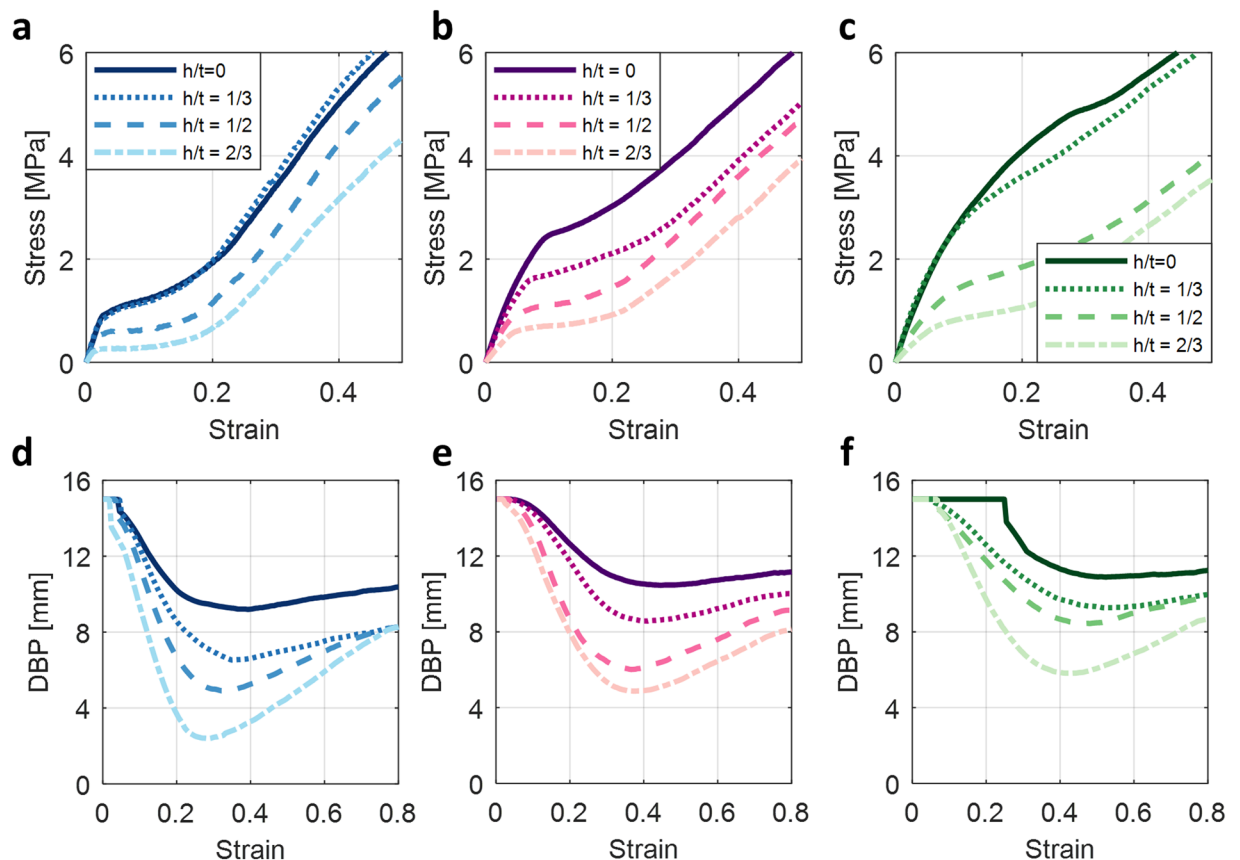 a
6
4
2
0
Stress [MPa]
h/t=0
h/t = 1/3
h/t = 1/2
h/t = 2/3
0
0.2
0.4
Strain
b
6
4
2
0
Stress [MPa]
h/t = 0
h/t = 1/3
h/t = 1/2
h/t = 2/3
0
0.2
0.4
Strain
c
6
4
2
0
Stress [MPa]
h/t=0
h/t = 1/3
h/t = 1/2
h/t = 2/3
0
0.2
0.4
Strain
d
16
12
8
4
0
DBP [mm]
0
0.2
0.4
0.6
0.8
Strain
e
16
12
8
4
0
DBP [mm]
0
0.2
0.4
0.6
0.8
Strain
f
16
12
8
4
0
DBP [mm]
0
0.2
0.4
0.6
0.8
Strain